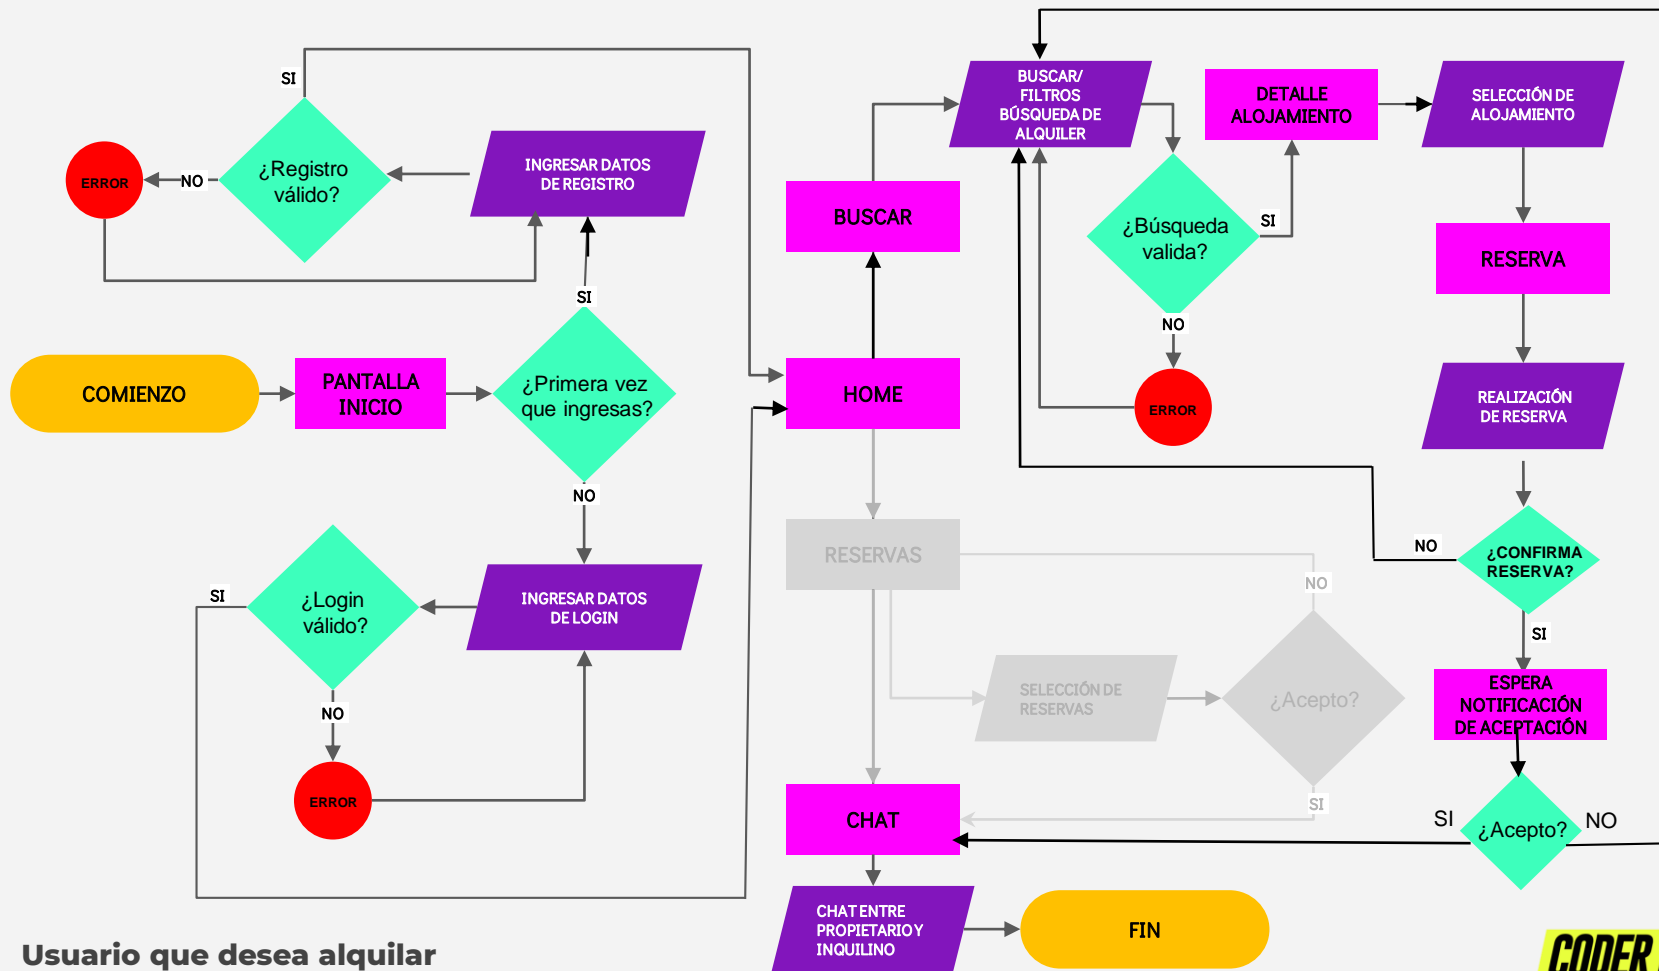 SI
¿Registro
válido?
NO
ERROR
INGRESAR DATOS
DE REGISTRO
SI
COMIENZO
PANTALLA
INICIO
¿Primera vez
que ingresas?
NO
INGRESAR DATOS
DE LOGIN
¿Login
válido?
SI
NO
ERROR
HOME
BUSCAR
BUSCAR/
FILTROS
BÚSQUEDA DE
ALQUILER
¿Búsqueda
valida?
SI
NO
ERROR
DETALLE
ALOJAMIENTO
SELECCIÓN DE
ALOJAMIENTO
RESERVA
REALIZACIÓN
DE RESERVA
¿CONFIRMA
RESERVA?
NO
SI
ESPERA
NOTIFICACIÓN
DE ACEPTACIÓN
¿Acepto?
SI
NO
RESERVAS
SELECCIÓN DE
RESERVAS
¿Acepto?
NO
SI
CHAT
CHAT ENTRE
PROPIETARIO Y
INQUILINO
FIN
Usuario que desea alquilar
CODER